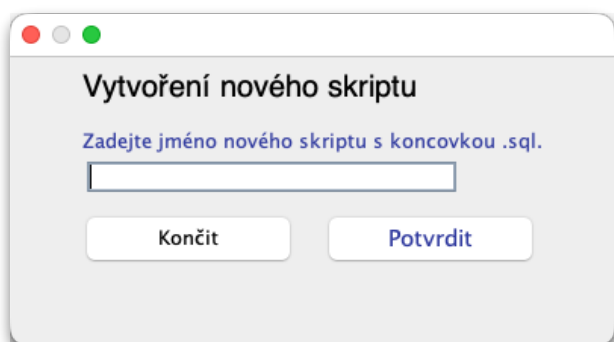 Vytvoření nového skriptu
Zadejte jméno nového skriptu s koncovkou .sql.
Končit
Potvrdit